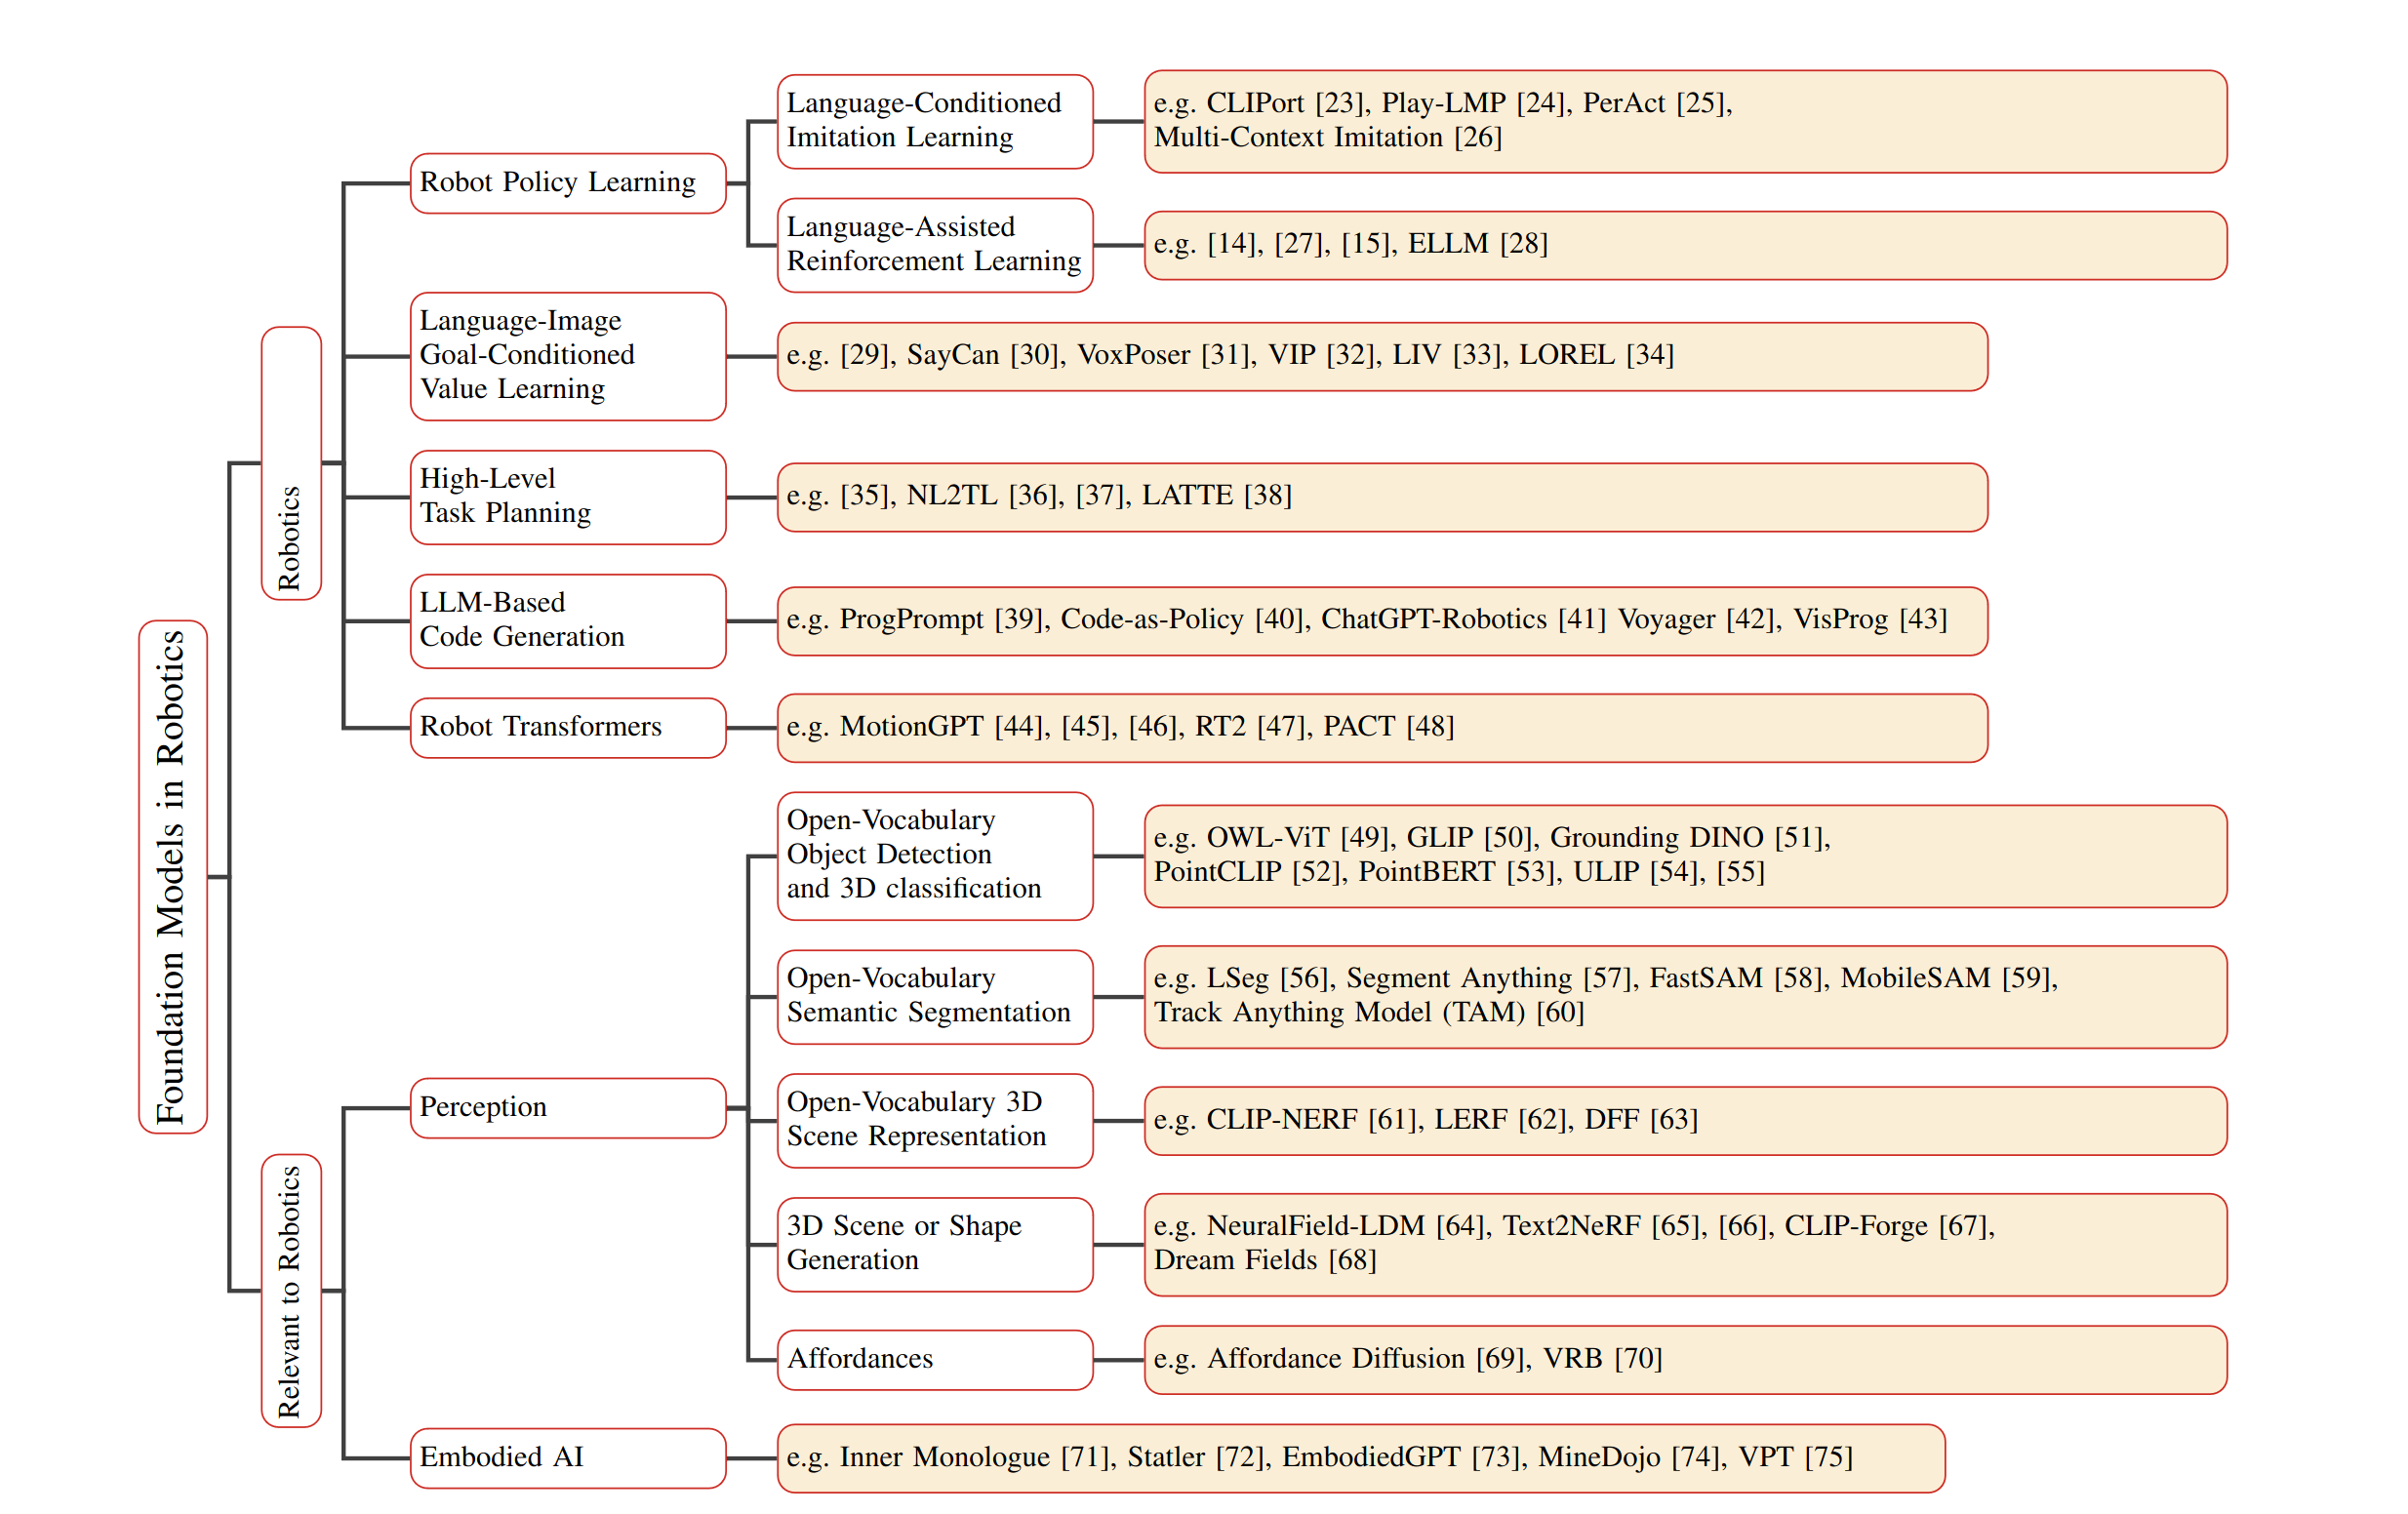 Foundation Models in Robotics
Robotics
Robot Policy Learning
Language-Conditioned
Imitation Learning
e.g. CLIPort [23], Play-LMP [24], PerAct [25],
Multi-Context Imitation [26]
Language-Assisted
Reinforcement Learning
e.g. [14], [27], [15], ELLM [28]
Language-Image
Goal-Conditioned
Value Learning
e.g. [29], SayCan [30], VoxPoser [31], VIP [32], LIV [33], LOREL [34]
High-Level
Task Planning
e.g. [35], NL2TL [36], [37], LATTE [38]
LLM-Based
Code Generation
e.g. ProgPrompt [39], Code-as-Policy [40], ChatGPT-Robotics [41] Voyager [42], VisProg [43]
Robot Transformers
e.g. MotionGPT [44], [45], [46], RT2 [47], PACT [48]
Relevant to Robotics
Perception
Open-Vocabulary
Object Detection
and 3D classification
e.g. OWL-ViT [49], GLIP [50], Grounding DINO [51],
PointCLIP [52], PointBERT [53], ULIP [54], [55]
Open-Vocabulary
Semantic Segmentation
e.g. LSeg [56], Segment Anything [57], FastSAM [58], MobileSAM [59],
Track Anything Model (TAM) [60]
Open-Vocabulary 3D
Scene Representation
e.g. CLIP-NERF [61], LERF [62], DFF [63]
3D Scene or Shape
Generation
e.g. NeuralField-LDM [64], Text2NeRF [65], [66], CLIP-Forge [67],
Dream Fields [68]
Affordances
e.g. Affordance Diffusion [69], VRB [70]
Embodied AI
e.g. Inner Monologue [71], Statler [72], EmbodiedGPT [73], MineDojo [74], VPT [75]